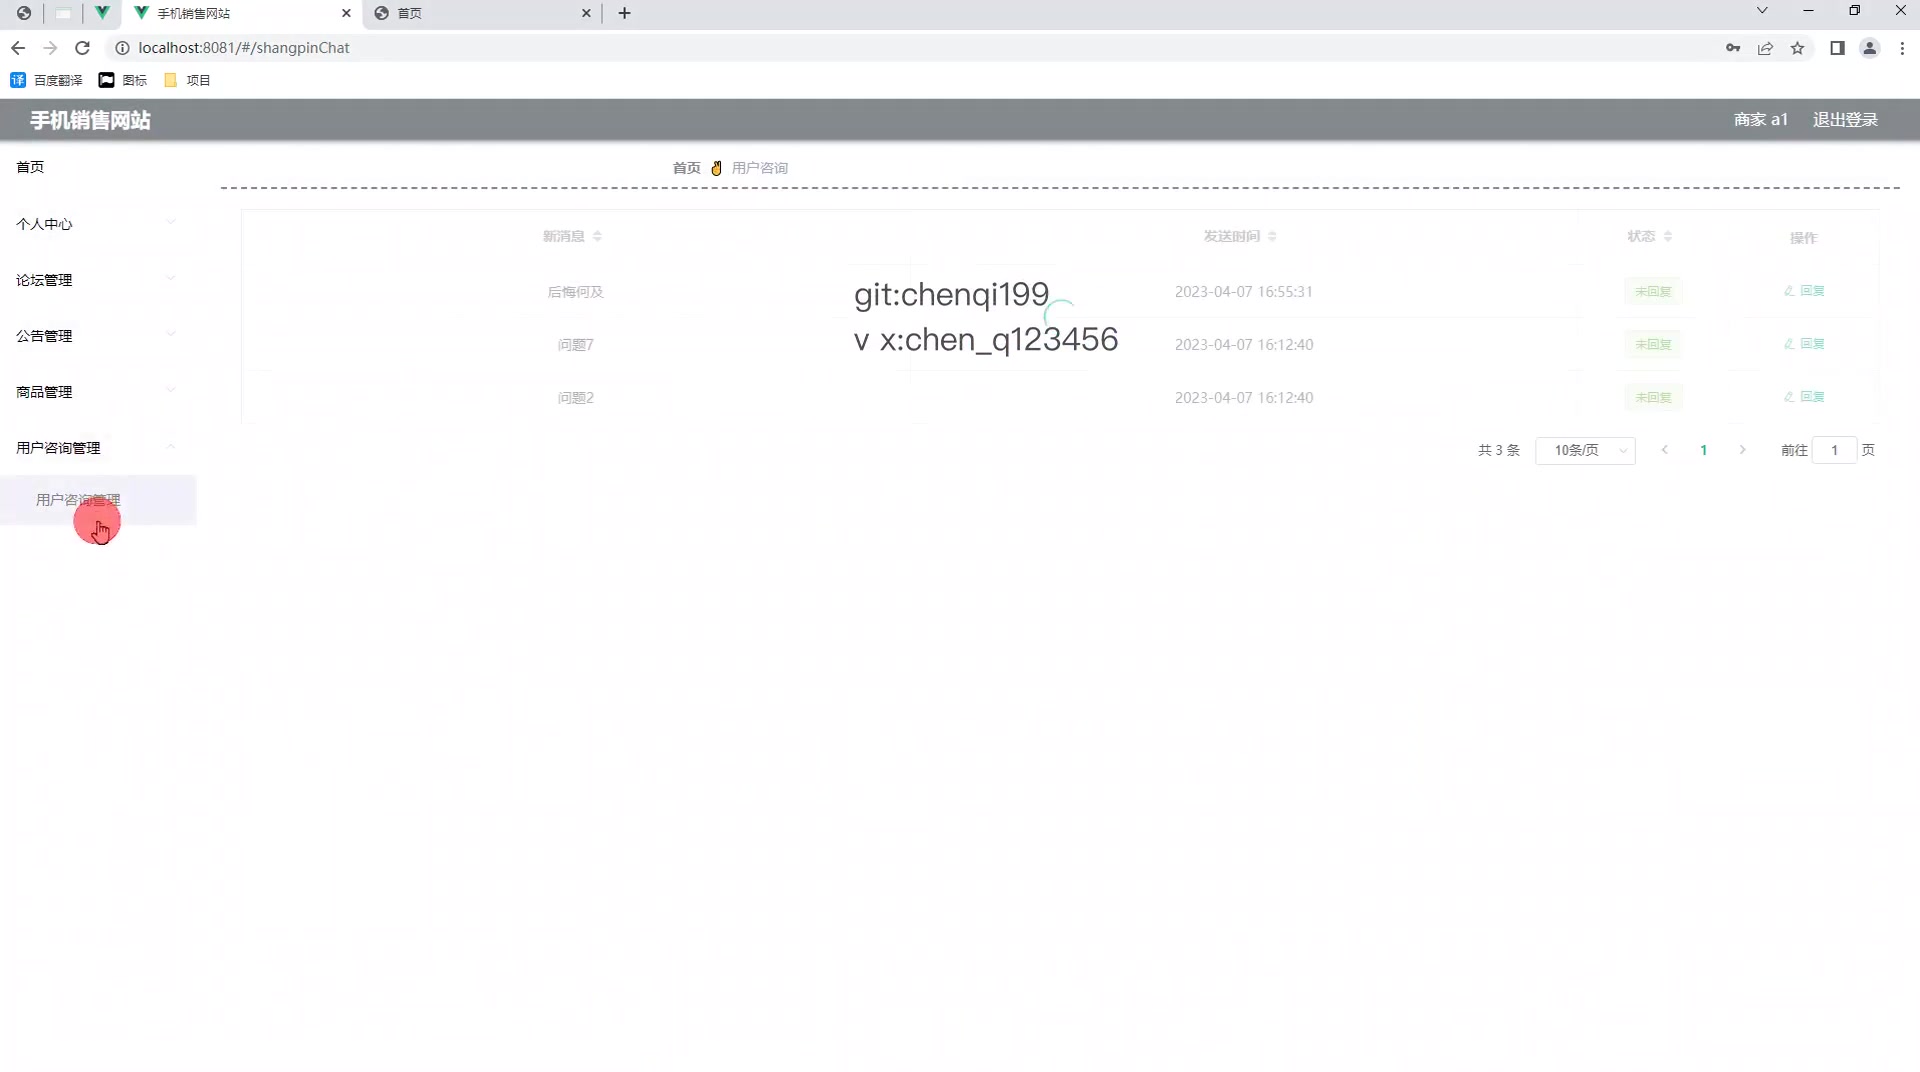 手机销售网站
首页
localhost:8081/#/shangpinChat
百度翻译
图标
项目
手机销售网站
商家 a1
退出登录
首页
个人中心
论坛管理
公告管理
商品管理
用户咨询管理
用户咨询管理
首页 ✌ 用户咨询
新消息 发送时间 状态 操作
后悔何及 2023-04-07 16:55:31 未回复 回复
问题7 2023-04-07 16:12:40 未回复 回复
问题2 2023-04-07 16:12:40 未回复 回复
git:chenqi199
v x:chen_q123456
共 3 条 10条/页 1 前往 1 页